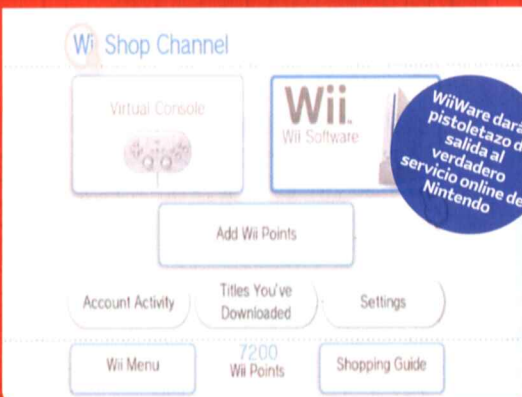 Wii Shop Channel
Virtual Console
Wii
Wii Software
WiiWare dará
pistoletazo
salida al
verdadero
servicio online de
Nintendo
Add Wii Points
Account Activity
Titles You've
Downloaded
Settings
Wii Menu
7200
Wii Points
Shopping Guide